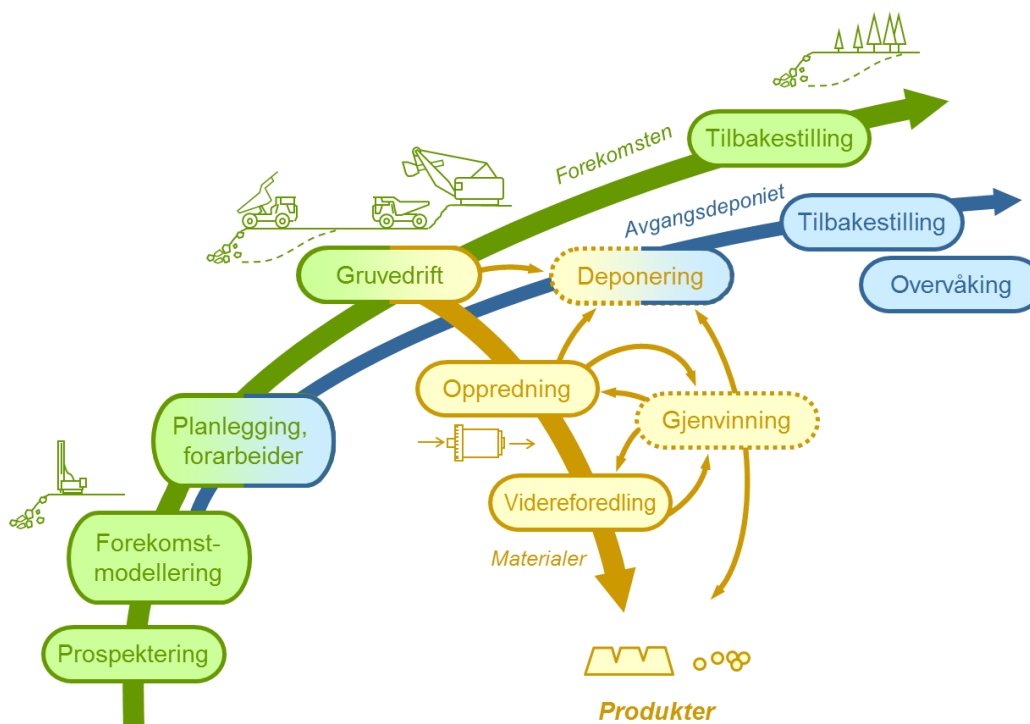 Tilbakestilling
Forekomsten
Avgangsdeponiet
Tilbakestilling
Gruvedrift
Deponering
Overvåking
Oppredning
Gjenvinning
Planlegging,
forarbeider
Videreforedling
Forekomst-
modellering
Materialer
Prospektering
Produkter